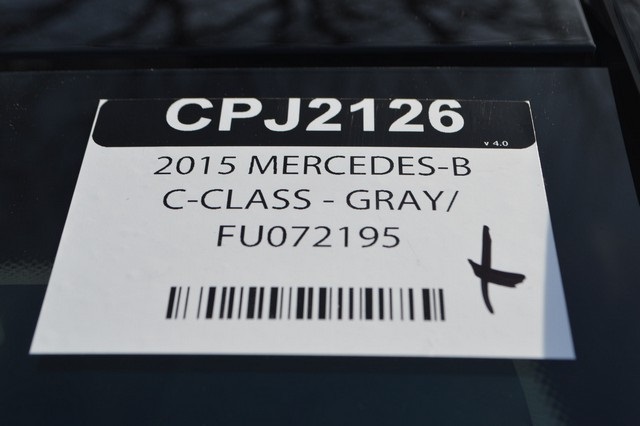 CPJ2126
v 4.0
2015 MERCEDES-B
C-CLASS - GRAY/
FU072195